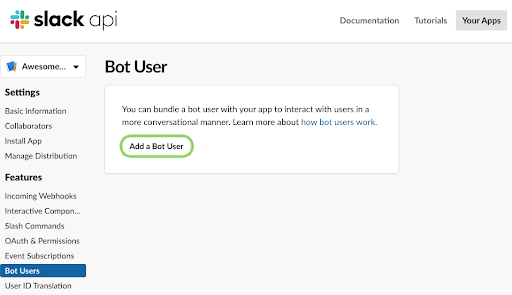 slack api
Documentation
Tutorials
Your Apps
Awesome...
Settings
Basic Information
Collaborators
Install App
Manage Distribution
Features
Incoming Webhooks
Interactive Compon...
Slash Commands
OAuth & Permissions
Event Subscriptions
Bot Users
User ID Translation
Bot User
You can bundle a bot user with your app to interact with users in a
more conversational manner. Learn more about how bot users work.
Add a Bot User